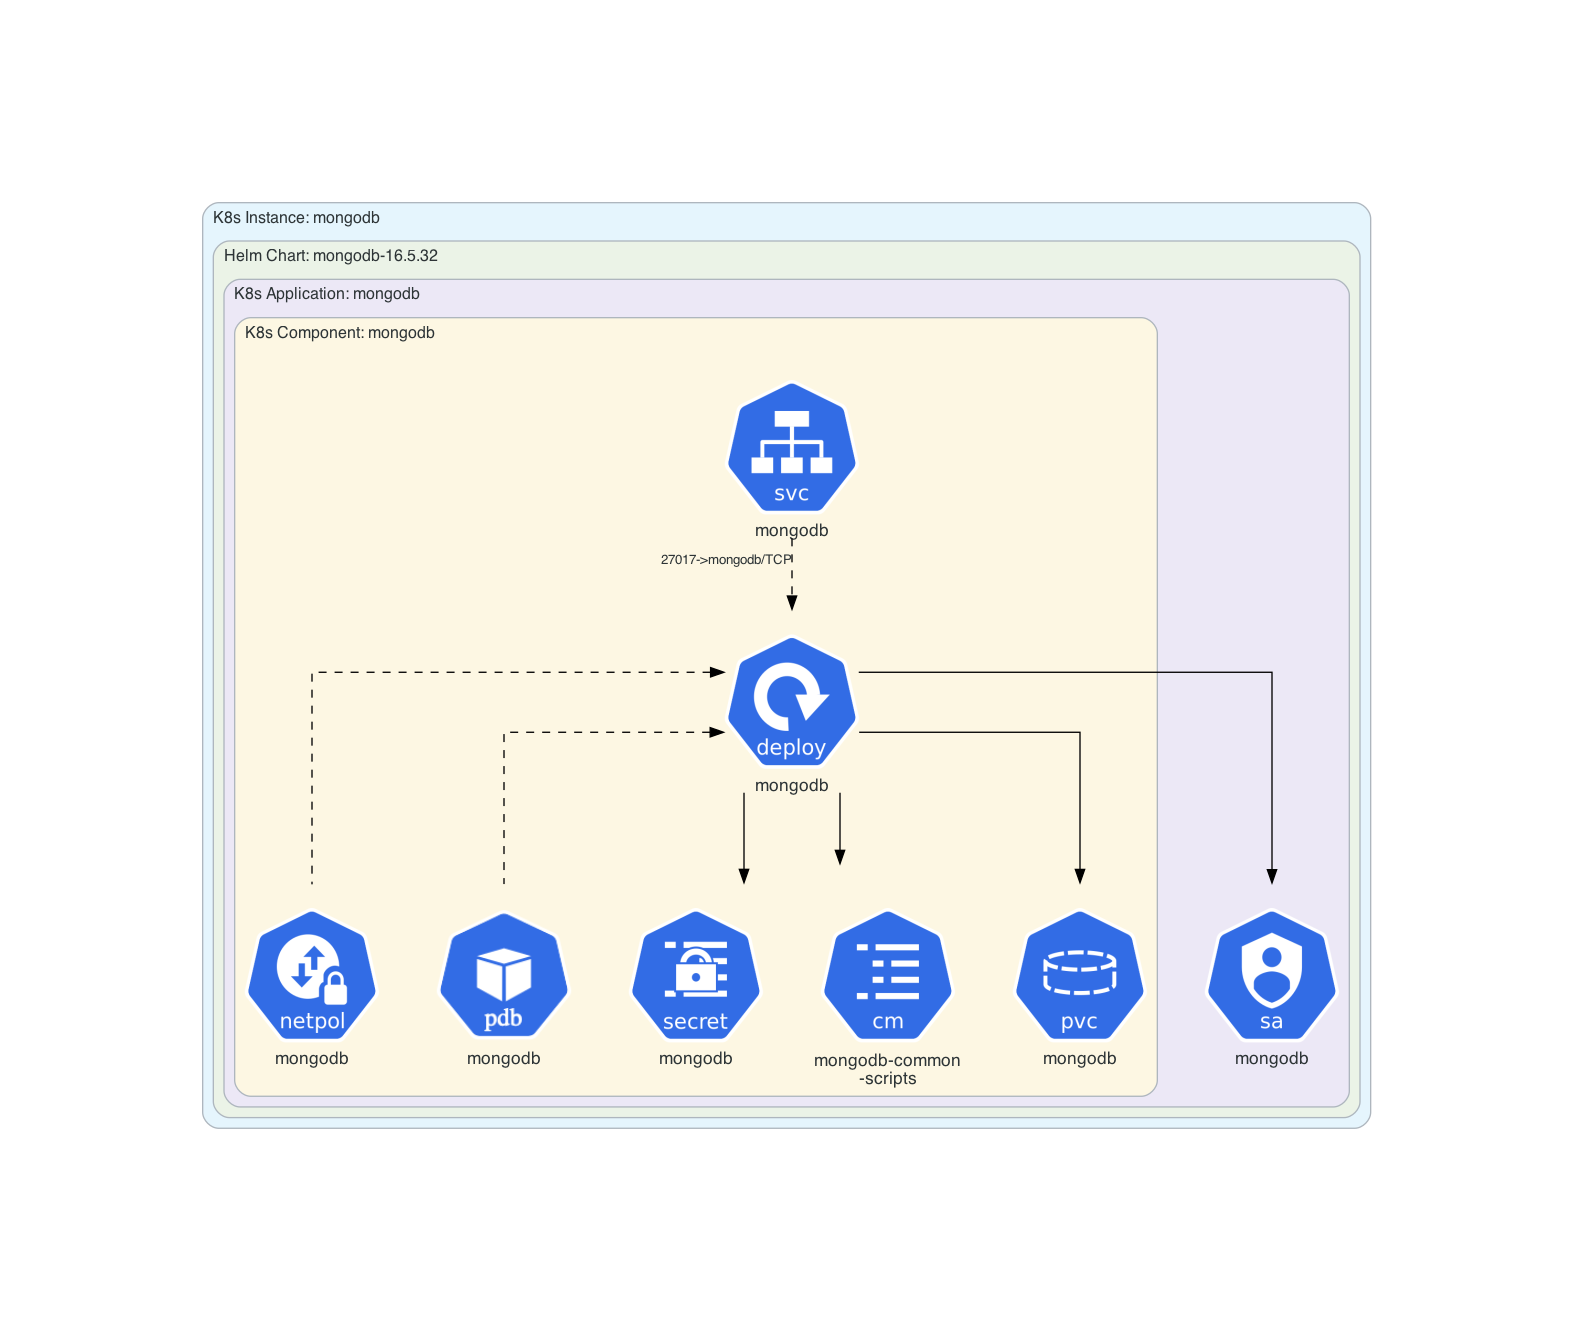 K8s Instance: mongodb
Helm Chart: mongodb-16.5.32
K8s Application: mongodb
K8s Component: mongodb
svc
mongodb
27017->mongodb/TCP
deploy
mongodb
netpol
mongodb
pdb
mongodb
secret
mongodb
cm
mongodb-common
-scripts
pvc
mongodb
sa
mongodb